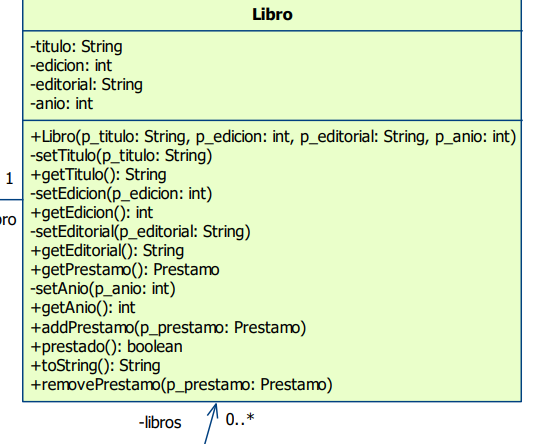 Libro
-titulo: String
-edicion: int
-editorial: String
-anio: int
+Libro(p_titulo: String, p_edicion: int, p_editorial: String, p_anio: int)
-setTitulo(p_titulo: String)
+getTitulo(): String
-setEdicion(p_edicion: int)
+getEdicion(): int
-setEditorial(p_editorial: String)
+getEditorial(): String
+getPrestamo(): Prestamo
-setAnio(p_anio: int)
+getAnio(): int
+addPrestamo(p_prestamo: Prestamo)
+prestado(): boolean
+toString(): String
+removePrestamo(p_prestamo: Prestamo)
1
bro
-libros
0..*